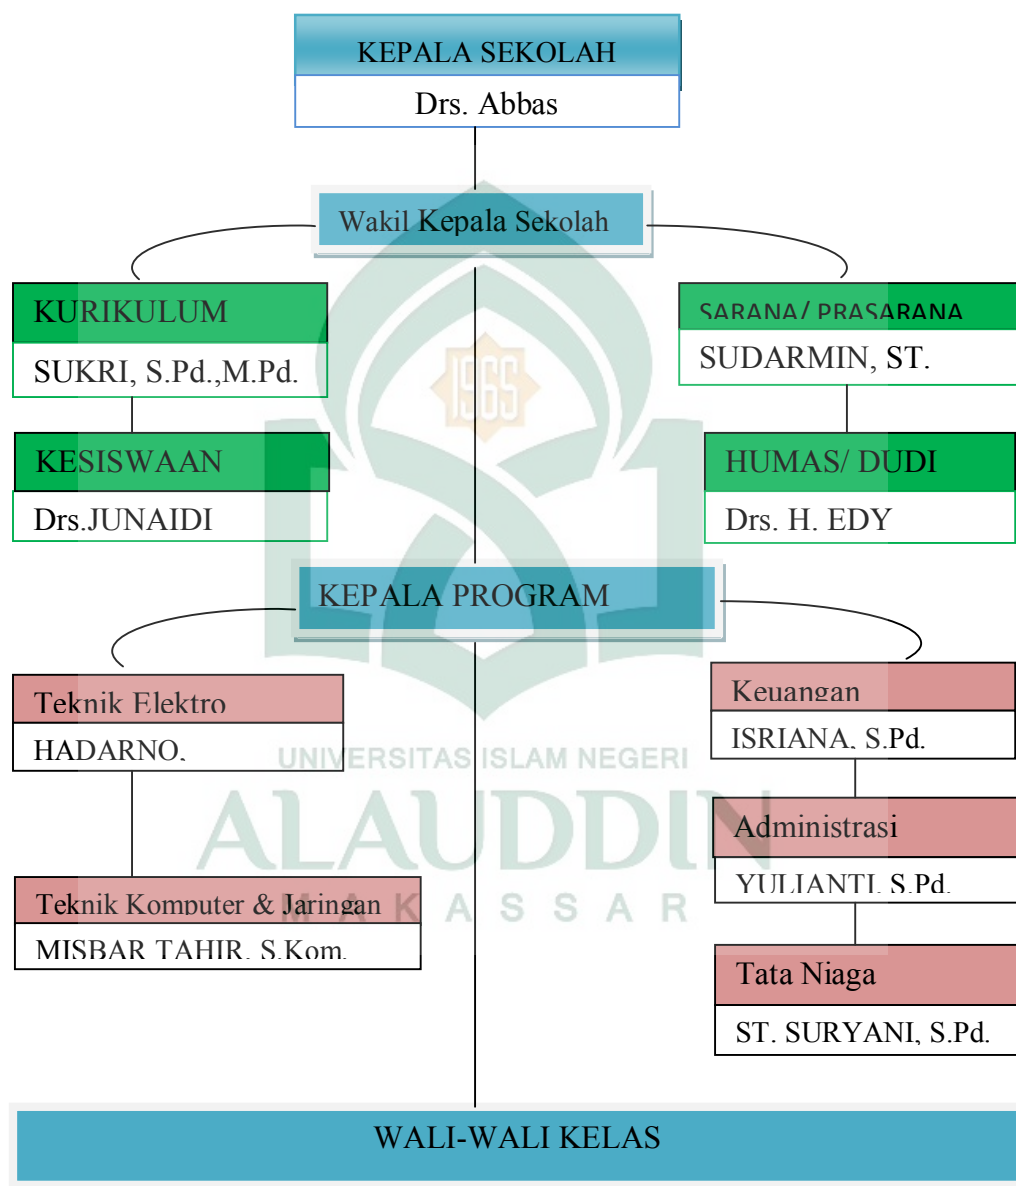 KEPALA SEKOLAH
Drs. Abbas
Wakil Kepala Sekolah
KURIKULUM
SUKRI, S.Pd.,M.Pd.
SARANA/ PRASARANA
SUDARMIN, ST.
1965
KESISWAAN
Drs.JUNAIDI
HUMAS/ DUDI
Drs. H. EDY
KEPALA PROGRAM
Teknik Elektro
HADARNO,
Keuangan
ISRIANA, S.Pd.
UNIVERSITAS ISLAM NEGERI
ALAUDDIN
MAKASSAR
Administrasi
YULIANTI, S.Pd.
Teknik Komputer & Jaringan
MISBAR TAHIR, S.Kom.
Tata Niaga
ST. SURYANI, S.Pd.
WALI-WALI KELAS